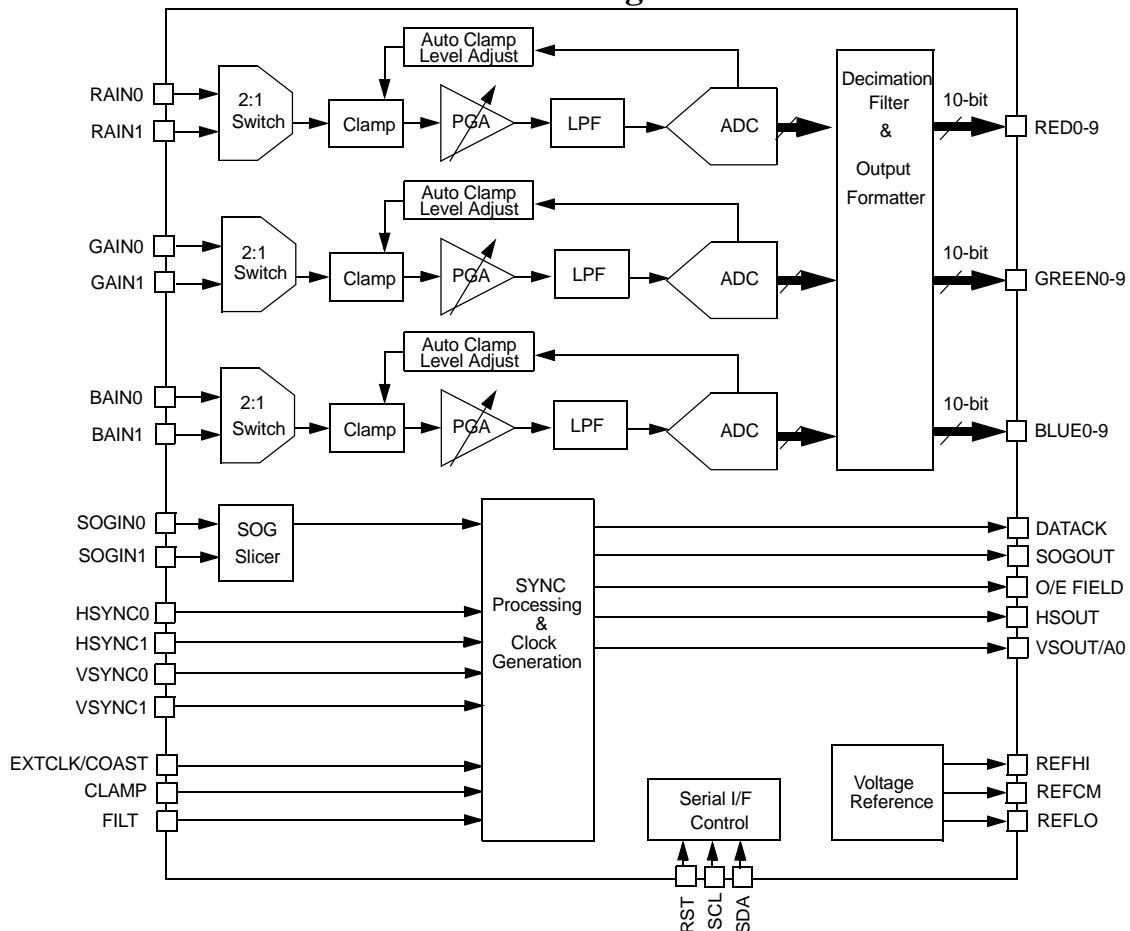 Auto Clamp
Level Adjust
RAIN0
RAIN1
2:1
Switch
Clamp
PGA
LPF
ADC
Decimation
Filter
&
Output
Formatter
10-bit
RED0-9
Auto Clamp
Level Adjust
GAIN0
GAIN1
2:1
Switch
Clamp
PGA
LPF
ADC
10-bit
GREEN0-9
Auto Clamp
Level Adjust
BAIN0
BAIN1
2:1
Switch
Clamp
PGA
LPF
ADC
10-bit
BLUE0-9
SOGIN0
SOGIN1
SOG
Slicer
HSYNC0
HSYNC1
VSYNC0
VSYNC1
EXTCLK/COAST
CLAMP
FILT
SYNC
Processing
&
Clock
Generation
DATACK
SOGOUT
O/E FIELD
HSOUT
VSOUT/A0
Serial I/F
Control
RST
SCL
SDA
Voltage
Reference
REFHI
REFCM
REFLO